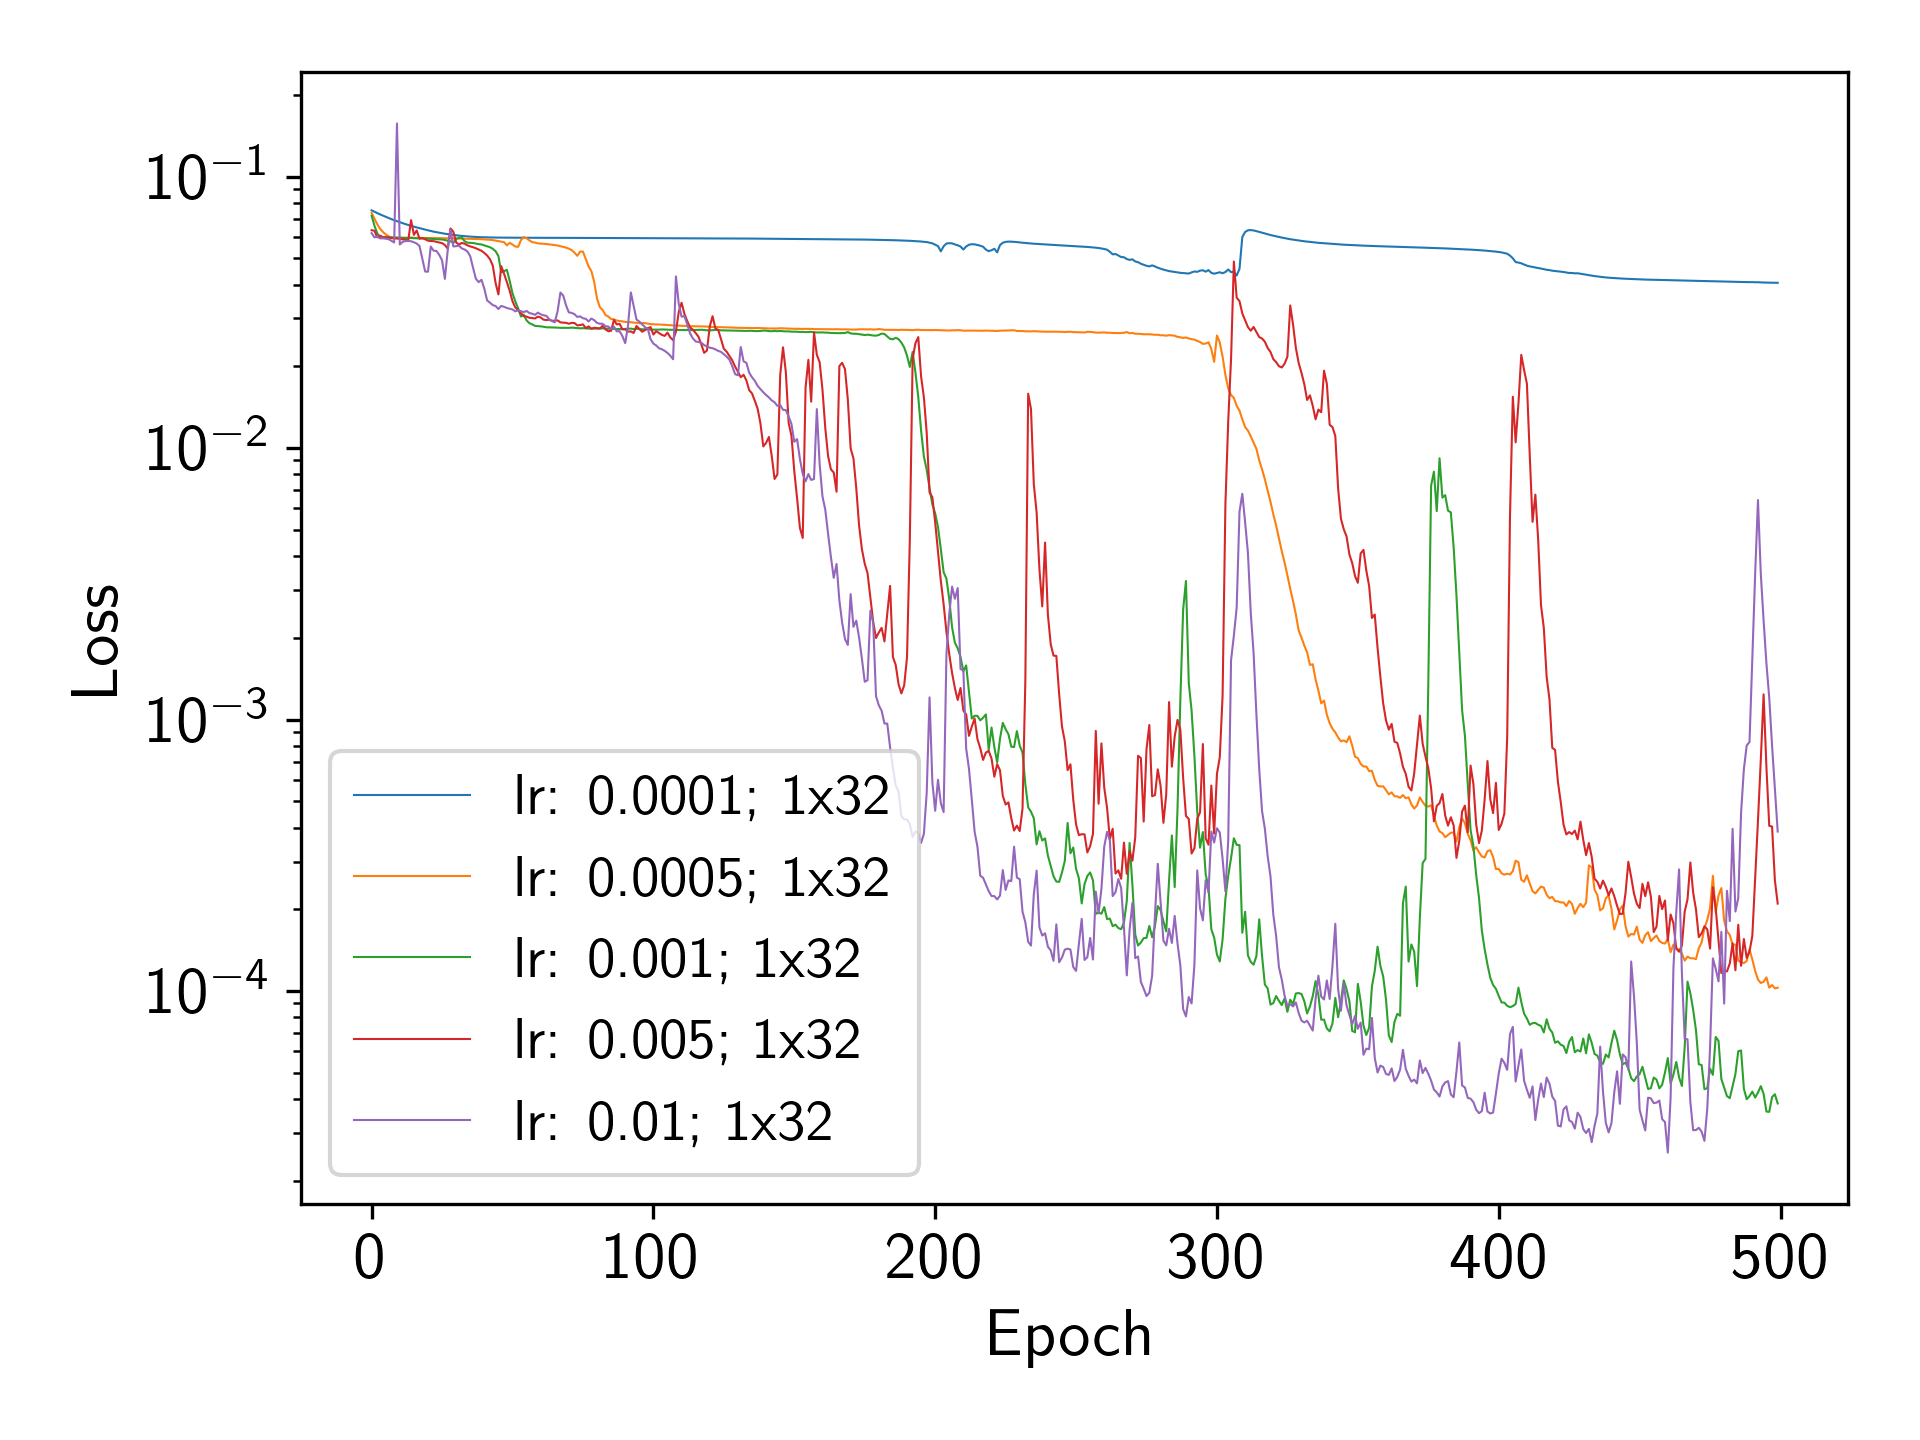 Loss
10⁻¹
10⁻²
10⁻³
10⁻⁴
lr: 0.0001; 1x32
lr: 0.0005; 1x32
lr: 0.001; 1x32
lr: 0.005; 1x32
lr: 0.01; 1x32
0 100 200 300 400 500
Epoch